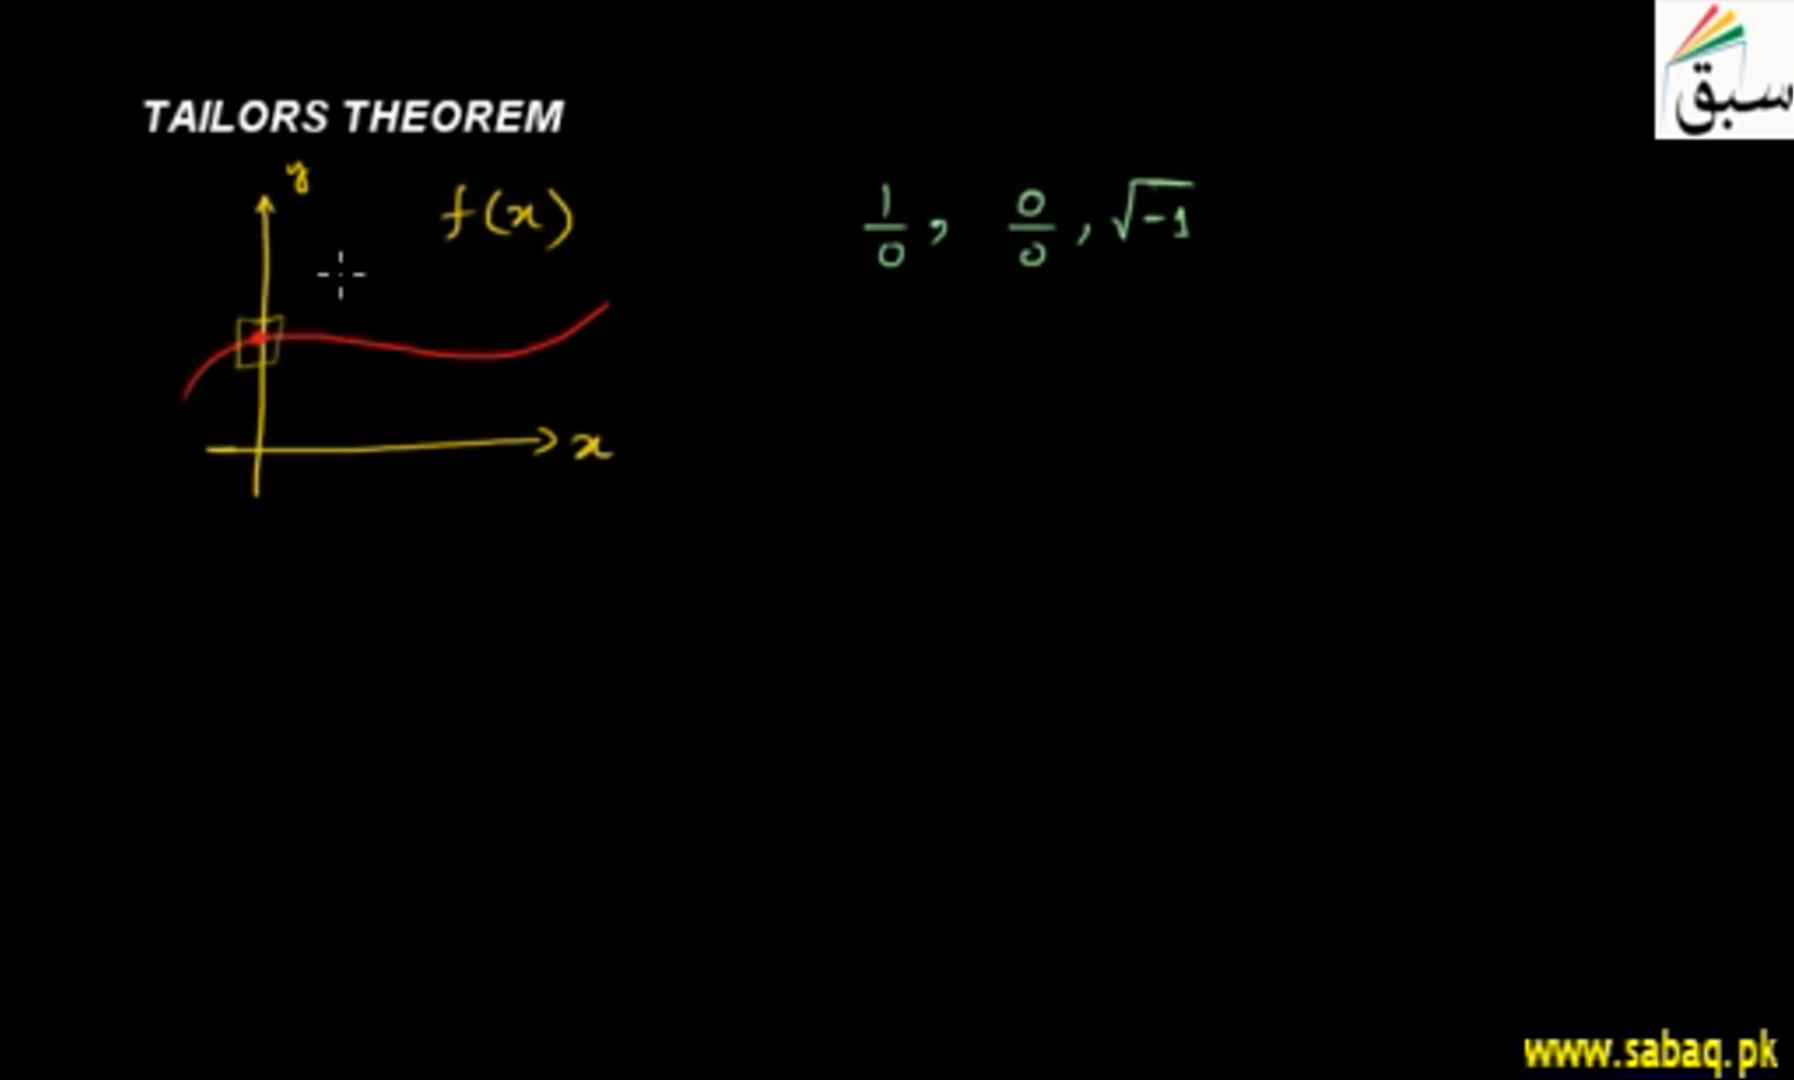 سبق
TAILORS THEOREM
y
f(x)
1/0, 0/0, √-1
x
www.sabaq.pk